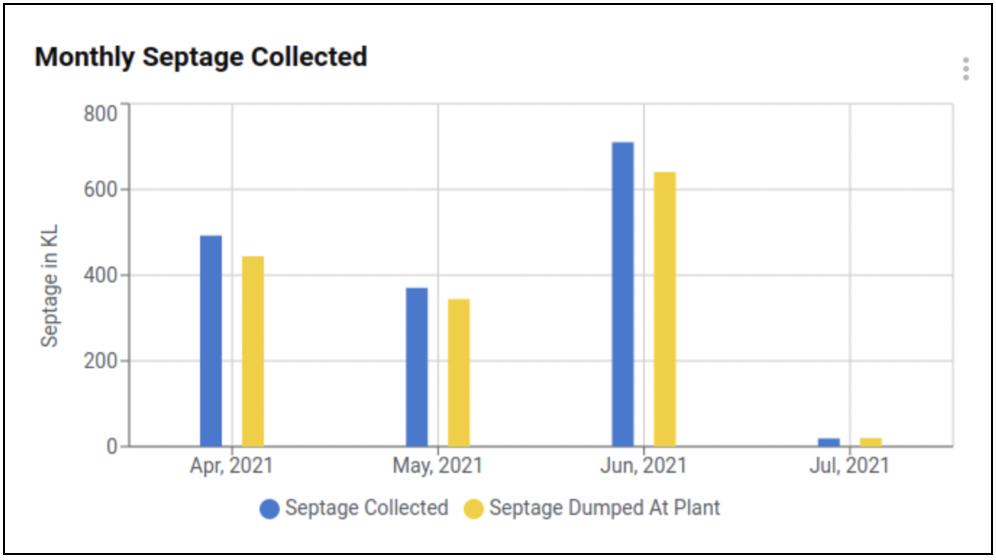 Monthly Septage Collected
800
600
400
200
0
Septage in KL
Apr, 2021
May, 2021
Jun, 2021
Jul, 2021
Septage Collected
Septage Dumped At Plant